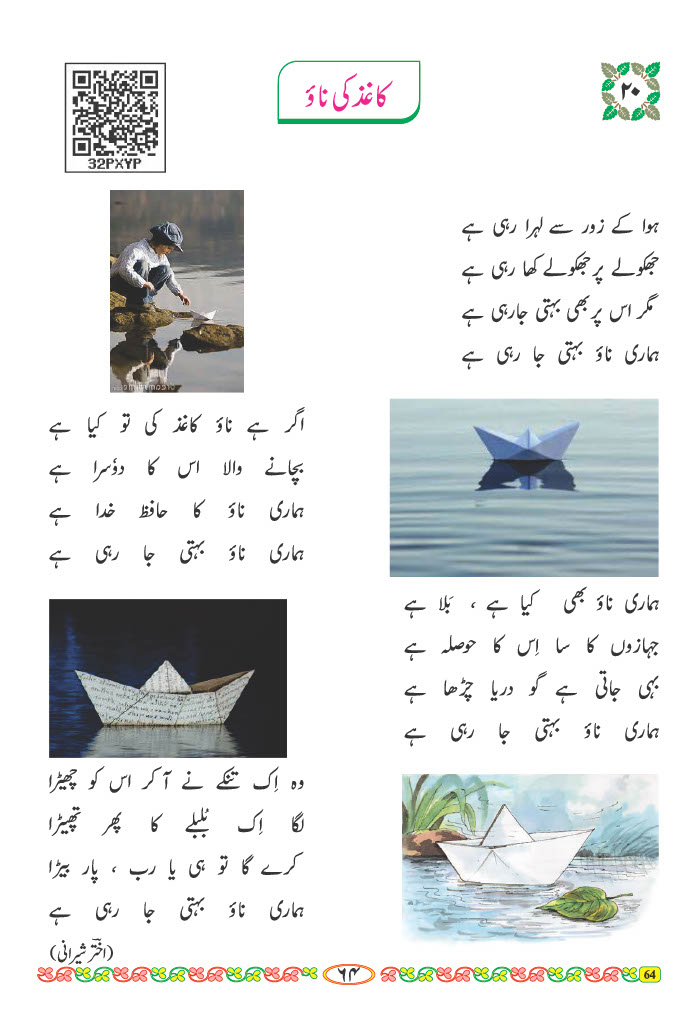 ۲۰
کاغذ کی ناؤ
32PXYP
ہوا کے زور سے لہرا رہی ہے
جھکولے پر جھکولے کھا رہی ہے
مگر اس پر بھی بہتی جارہی ہے
ہماری ناؤ بہتی جا رہی ہے
ہماری ناؤ بھی کیا ہے ، بَلا ہے
جہازوں کا سا اِس کا حوصلہ ہے
بہی جاتی ہے گو دریا چڑھا ہے
ہماری ناؤ بہتی جا رہی ہے
اگر ہے ناؤ کاغذ کی تو کیا ہے
بچانے والا اس کا دوٗسرا ہے
ہماری ناؤ کا حافظ خدا ہے
ہماری ناؤ بہتی جا رہی ہے
وہ اِک تنکے نے آکر اس کو چھیڑا
لگا اِک بُلبلے کا پھر تھپیڑا
کرے گا تو ہی یا رب ، پار بیڑا
ہماری ناؤ بہتی جا رہی ہے
(اختر شیرانی)
۶۴
64